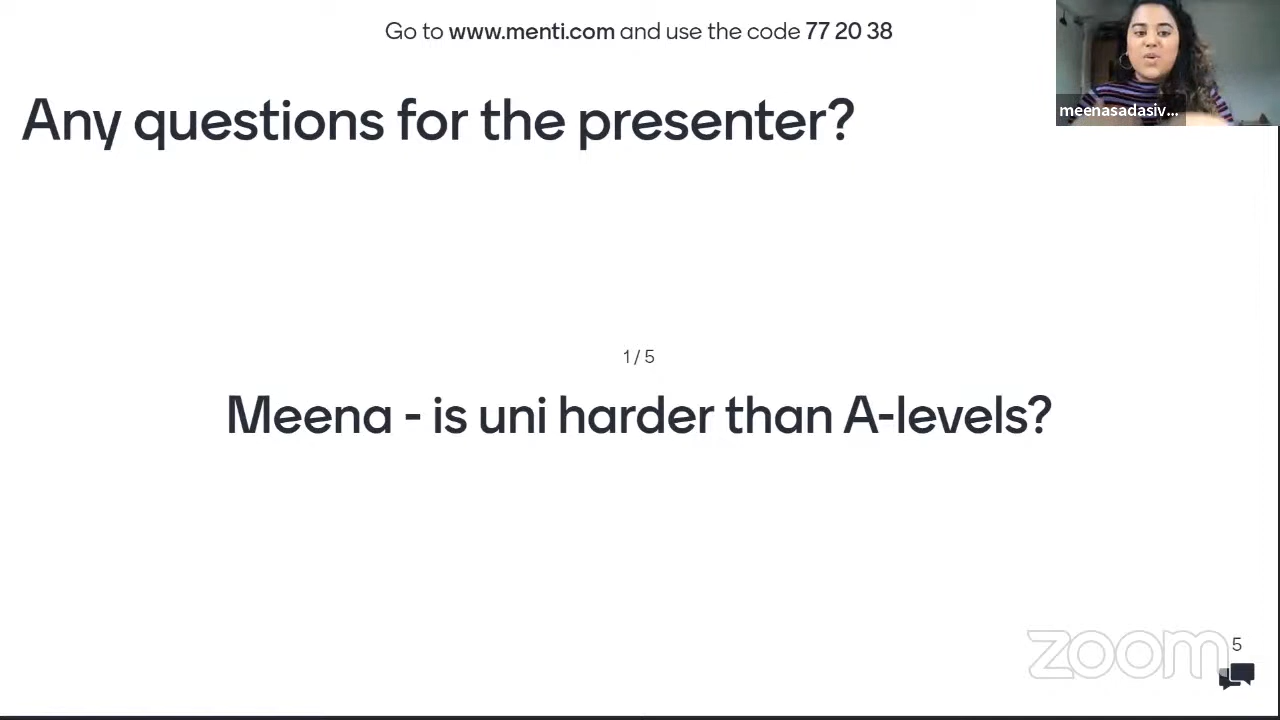 Go to www.menti.com and use the code 77 20 38
meenasadasiv...
Any questions for the presenter?
1 / 5
Meena - is uni harder than A-levels?
zoom
5